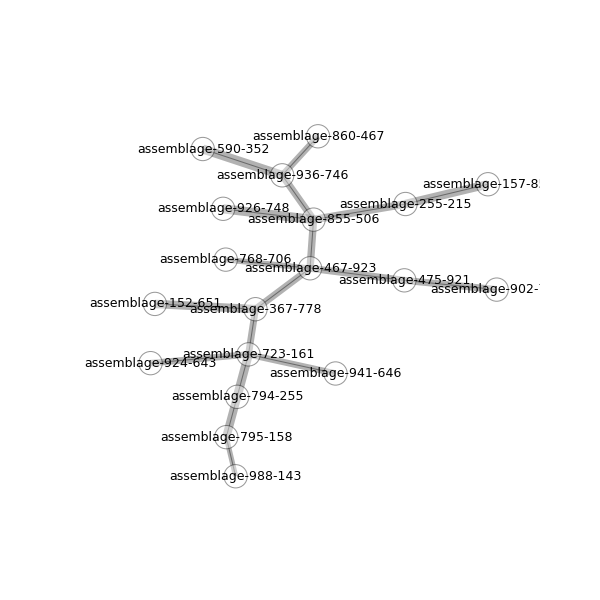 assemblage-860-467
assemblage-590-352
assemblage-936-746
assemblage-157-8
assemblage-255-215
assemblage-926-748
assemblage-855-506
assemblage-768-706
assemblage-467-923
assemblage-475-921
assemblage-902-
assemblage-152-651
assemblage-367-778
assemblage-723-161
assemblage-924-643
assemblage-941-646
assemblage-794-255
assemblage-795-158
assemblage-988-143